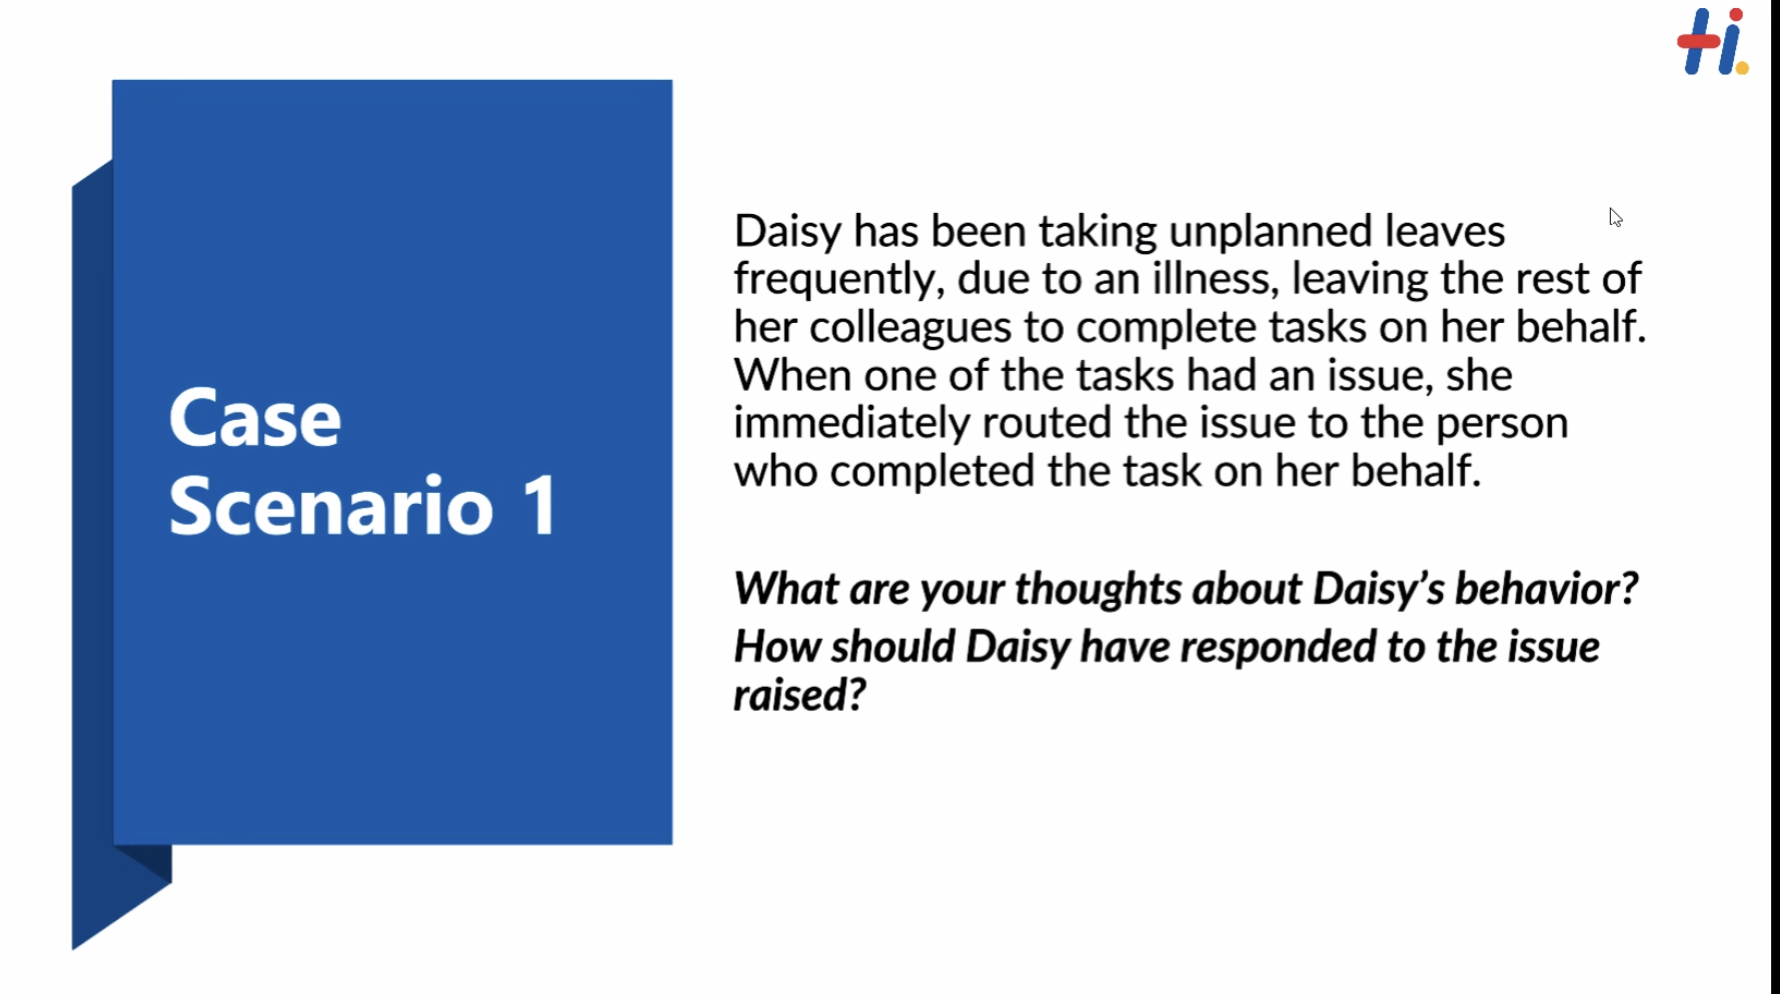 Hi.
Case
Scenario 1
Daisy has been taking unplanned leaves
frequently, due to an illness, leaving the rest of
her colleagues to complete tasks on her behalf.
When one of the tasks had an issue, she
immediately routed the issue to the person
who completed the task on her behalf.
What are your thoughts about Daisy’s behavior?
How should Daisy have responded to the issue
raised?